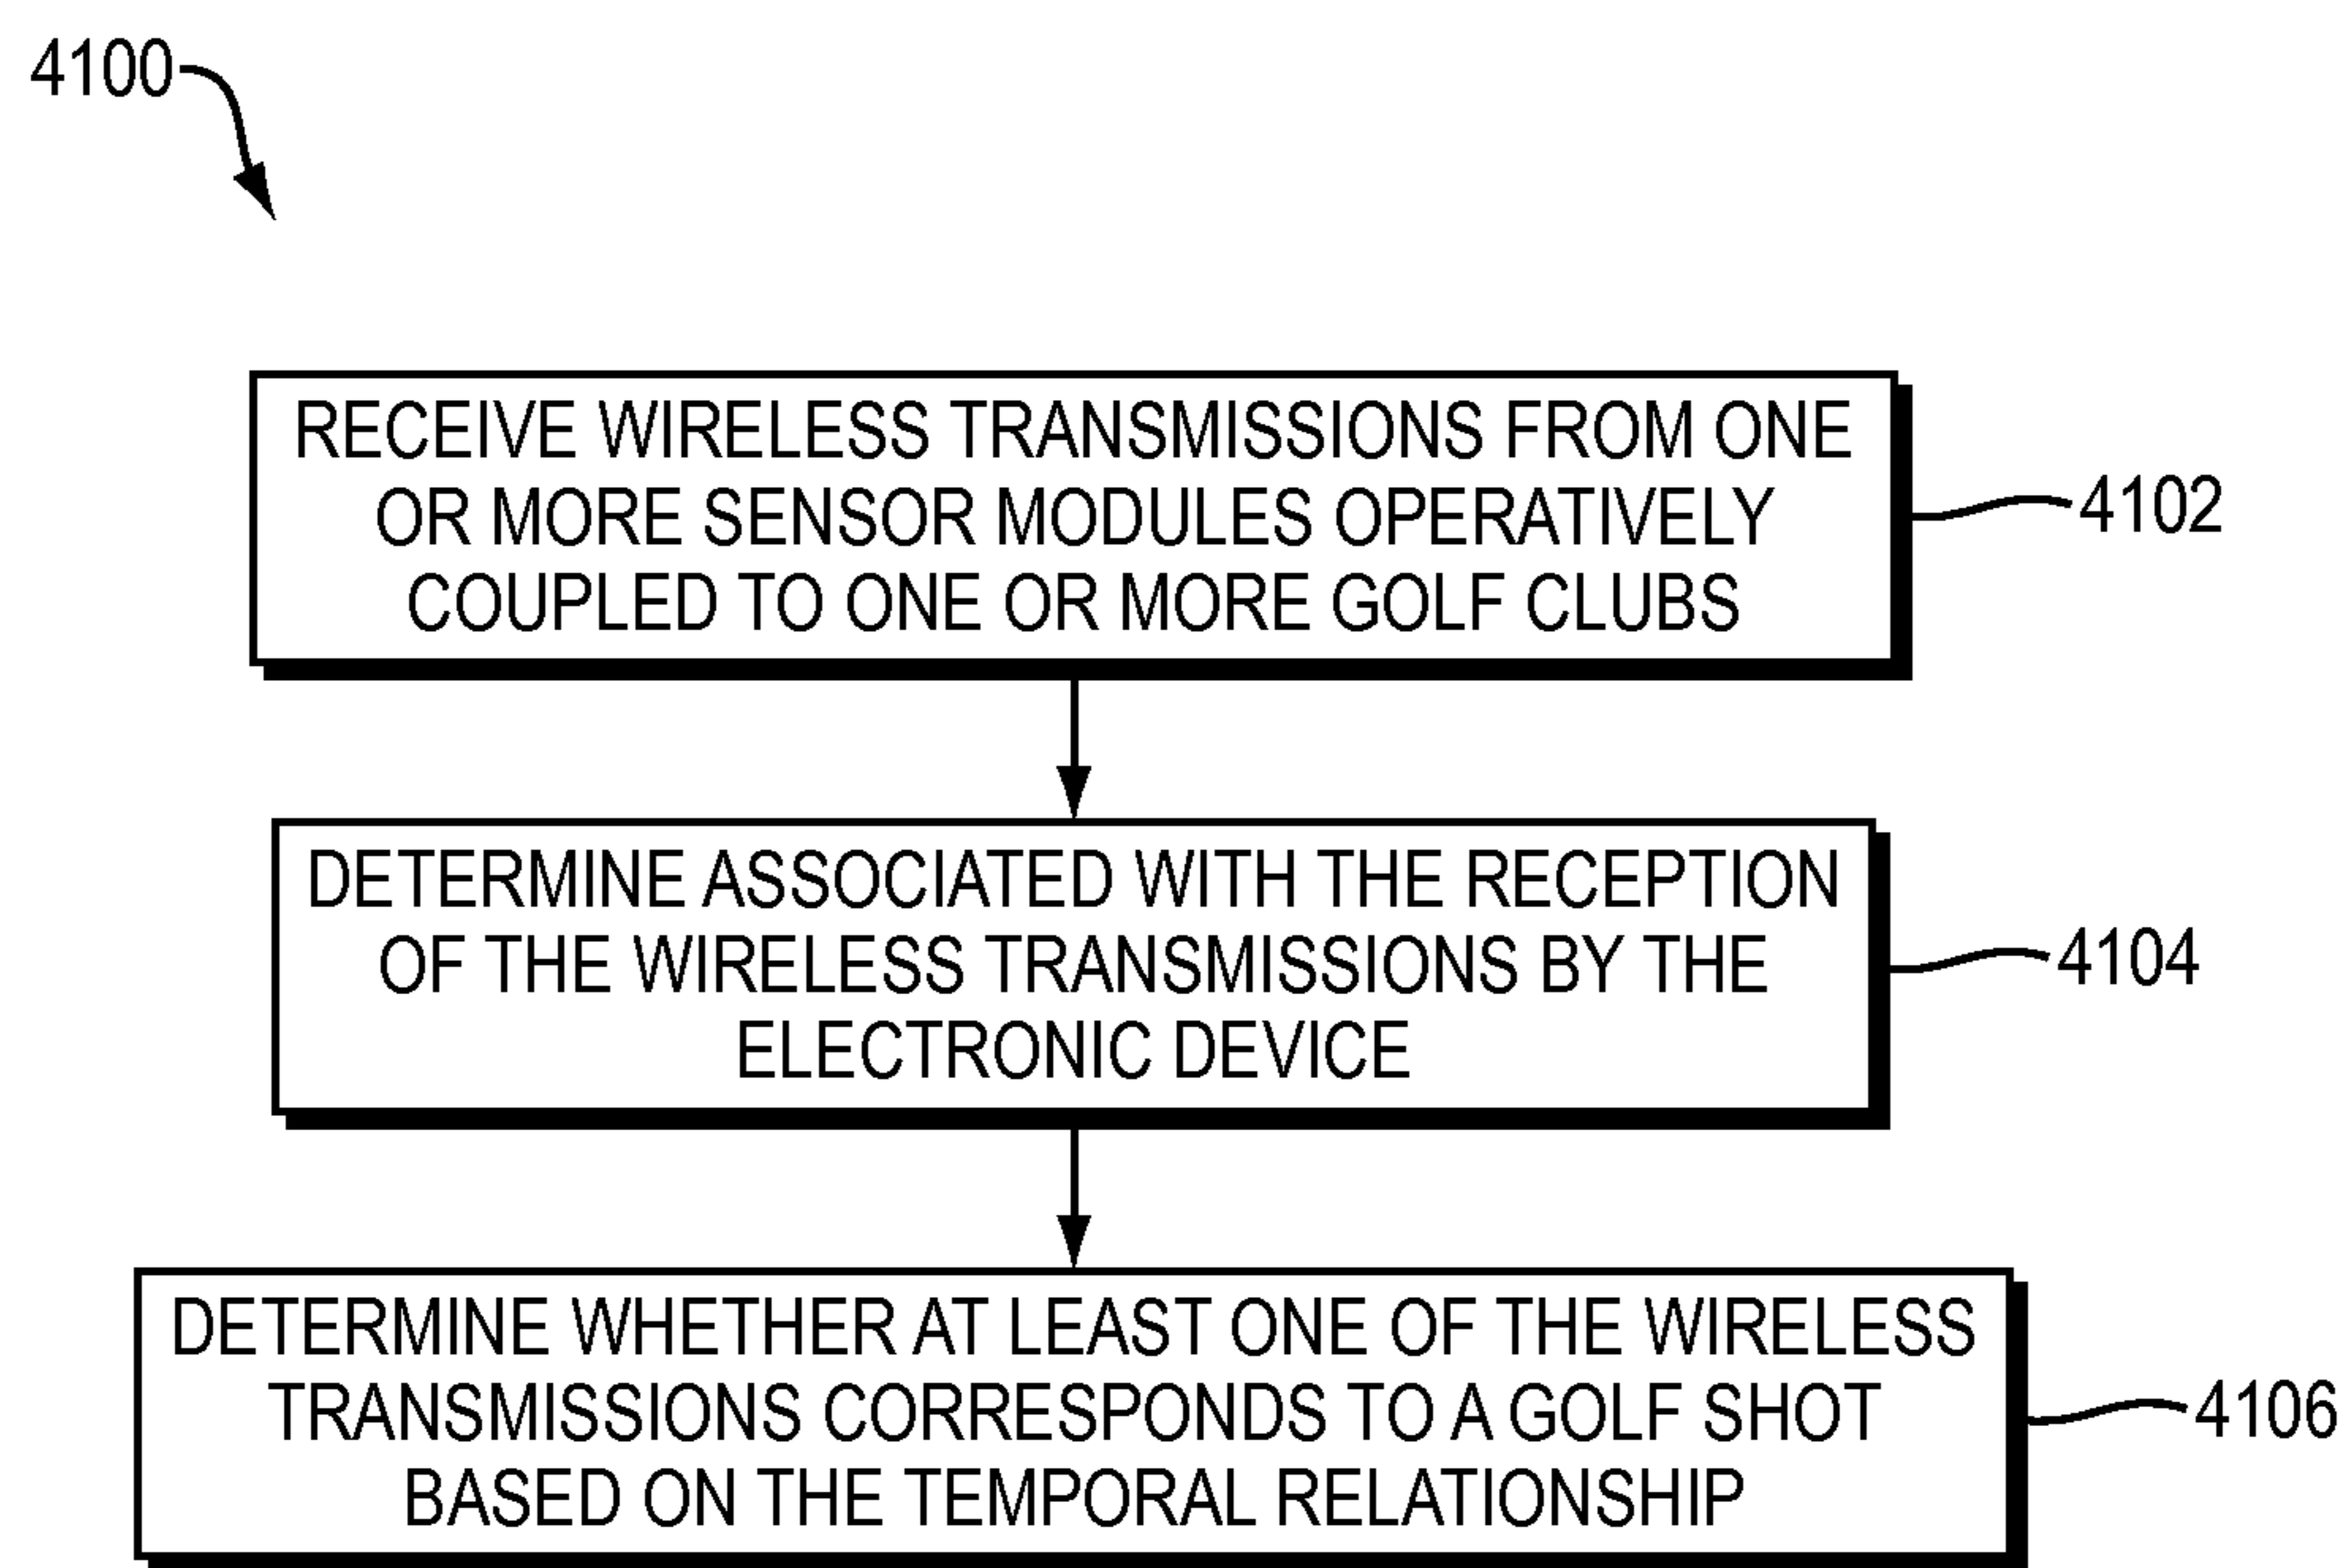 4100
RECEIVE WIRELESS TRANSMISSIONS FROM ONE
OR MORE SENSOR MODULES OPERATIVELY
COUPLED TO ONE OR MORE GOLF CLUBS
4102
DETERMINE ASSOCIATED WITH THE RECEPTION
OF THE WIRELESS TRANSMISSIONS BY THE
ELECTRONIC DEVICE
4104
DETERMINE WHETHER AT LEAST ONE OF THE WIRELESS
TRANSMISSIONS CORRESPONDS TO A GOLF SHOT
BASED ON THE TEMPORAL RELATIONSHIP
4106